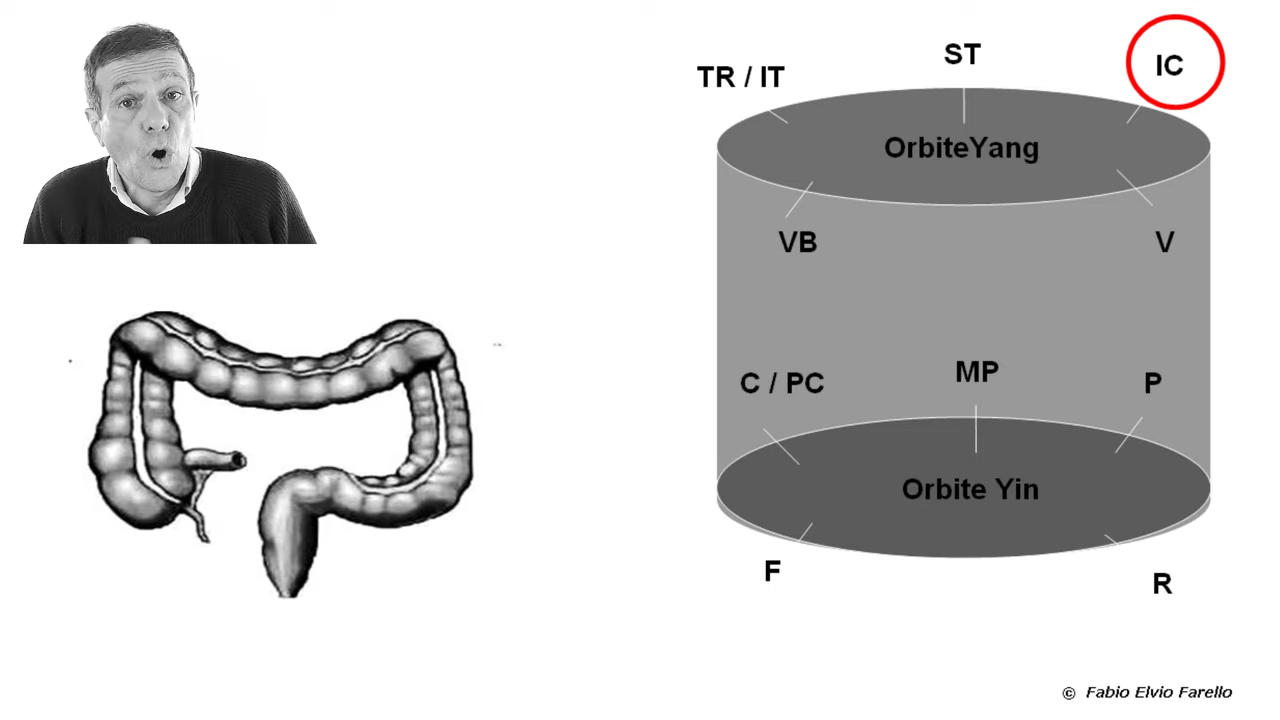 ST
TR / IT
IC
OrbiteYang
VB
V
MP
C / PC
P
Orbite Yin
F
R
© Fabio Elvio Farello